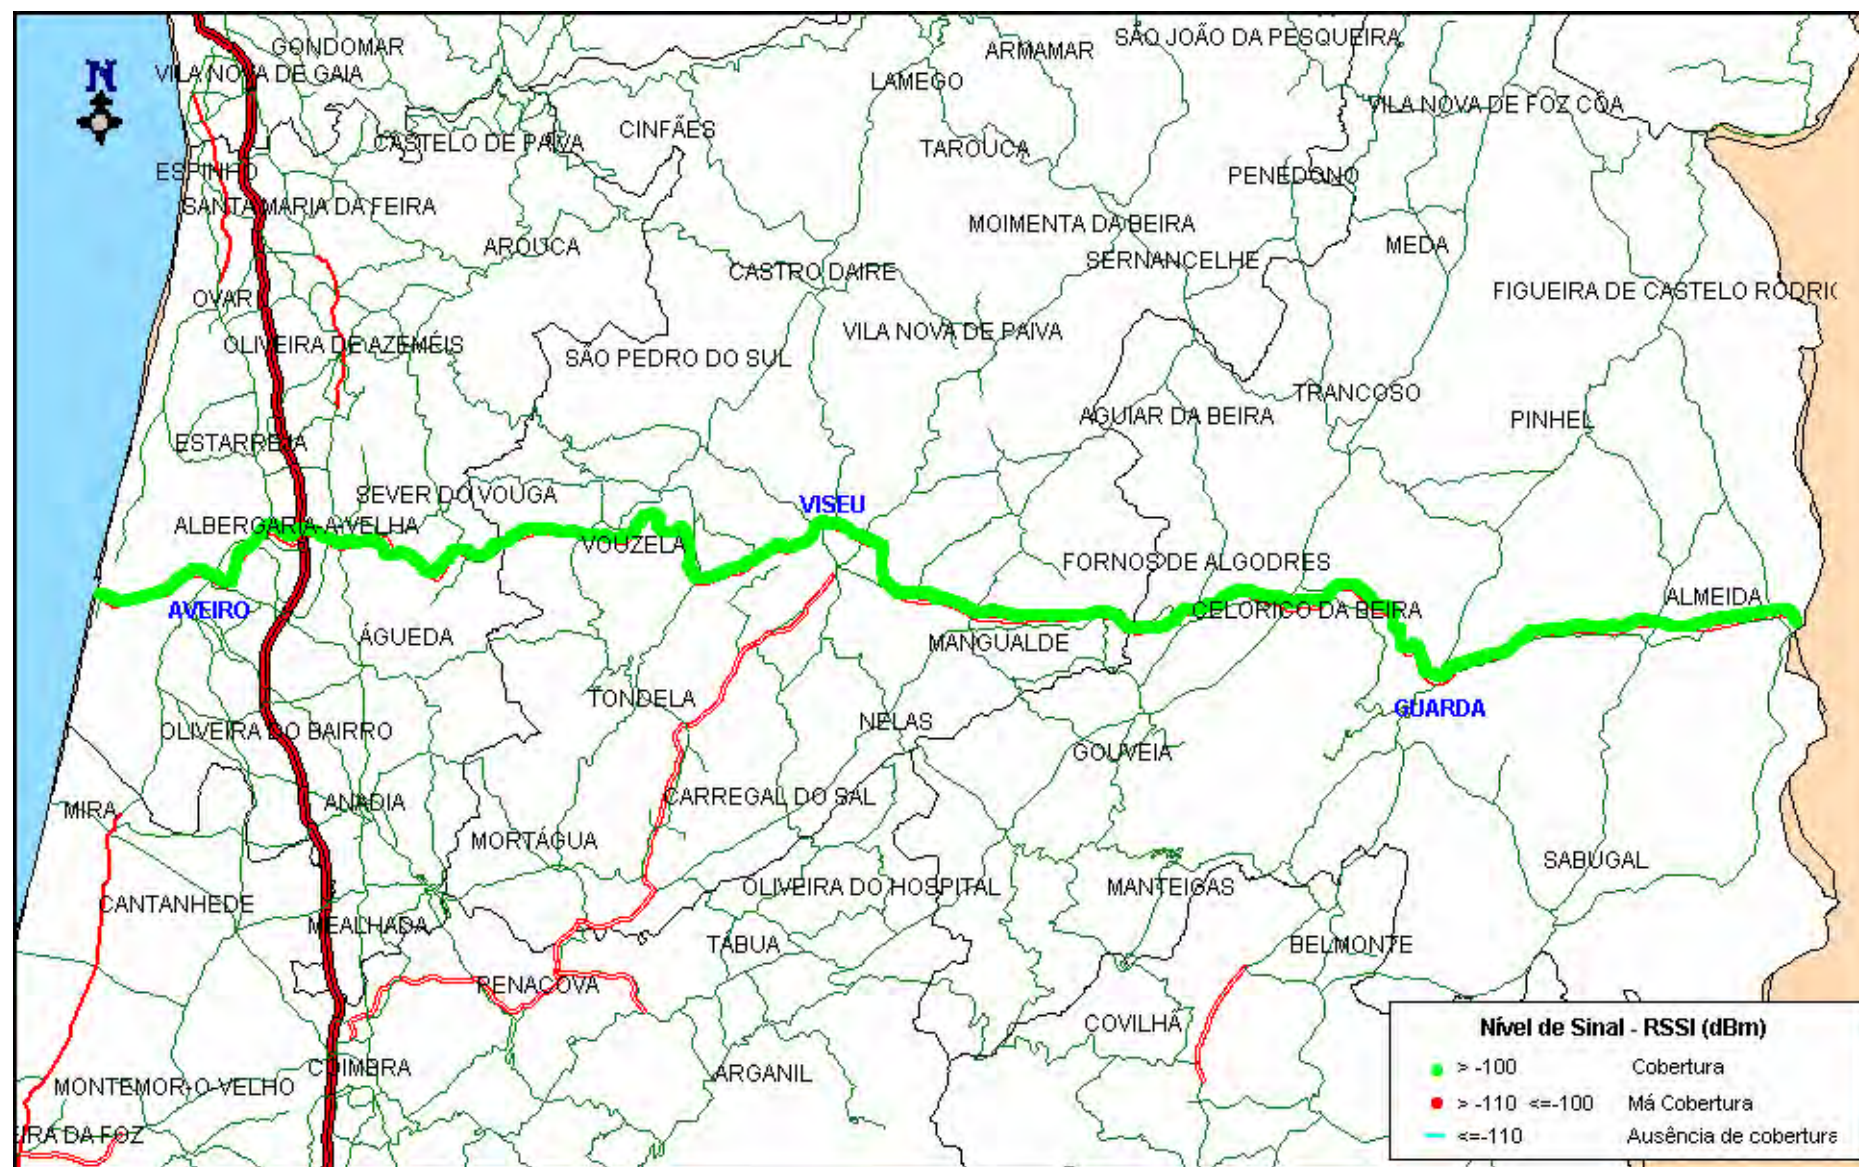 GONDOMAR
SÃO JOÃO DA PESQUEIRA
ARMAMAR
N
VILA NOVA DE GAIA
LAMEGO
VILA NOVA DE FOZ CÔA
CINFÃES
CASTELO DE PAIVA
TAROUCA
ESPINHO
PENEDONO
SANTA MARIA DA FEIRA
MOIMENTA DA BEIRA
AROUCA
MEDA
SERNANCELHE
CASTRO DAIRE
FIGUEIRA DE CASTELO RODRIG
OVAR
VILA NOVA DE PAIVA
OLIVEIRA DE AZEMÉIS
SÃO PEDRO DO SUL
TRANCOSO
AGUIAR DA BEIRA
PINHEL
ESTARREJA
SEVER DO VOUGA
VISEU
ALBERGARIA-A-VELHA
VOUZELA
FORNOS DE ALGODRES
ALMEIDA
AVEIRO
CELORICO DA BEIRA
ÁGUEDA
MANGUALDE
TONDELA
GUARDA
NELAS
OLIVEIRA DO BAIRRO
GOUVEIA
CARREGAL DO SAL
ANADIA
MIRA
MORTÁGUA
SABUGAL
OLIVEIRA DO HOSPITAL
MANTEIGAS
CANTANHEDE
MEALHADA
TÁBUA
BELMONTE
PENACOVA
COVILHÃ
COIMBRA
ARGANIL
MONTEMOR-O-VELHO
EIRA DA FOZ
Nível de Sinal - RSSI (dBm)
> -100 Cobertura
> -110 <=-100 Má Cobertura
<=-110 Ausência de cobertura